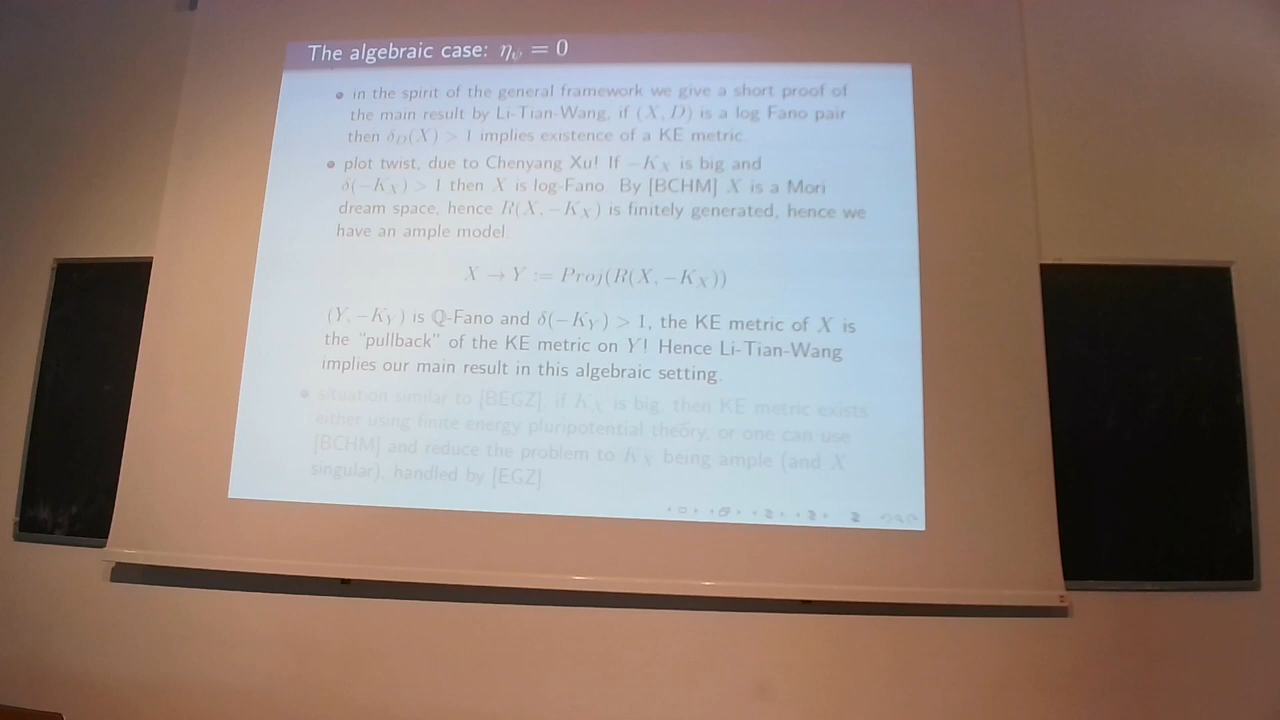 The algebraic case: η_ψ = 0
• in the spirit of the general framework we give a short proof of
the main result by Li-Tian-Wang, if (X, D) is a log Fano pair
then δ_D(X) > 1 implies existence of a KE metric.
• plot twist, due to Chenyang Xu! If −K_X is big and
δ(−K_X) > 1 then X is log-Fano. By [BCHM] X is a Mori
dream space, hence R(X, −K_X) is finitely generated, hence we
have an ample model
X → Y := Proj(R(X, −K_X))
(Y, −K_Y) is ℚ-Fano and δ(−K_Y) > 1, the KE metric of X is
the "pullback" of the KE metric on Y! Hence Li-Tian-Wang
implies our main result in this algebraic setting.
• situation similar to [BEGZ]. if K_X is big, then KE metric exists
either using finite energy pluripotential theory, or one can use
[BCHM] and reduce the problem to K_X being ample (and X
singular), handled by [EGZ]